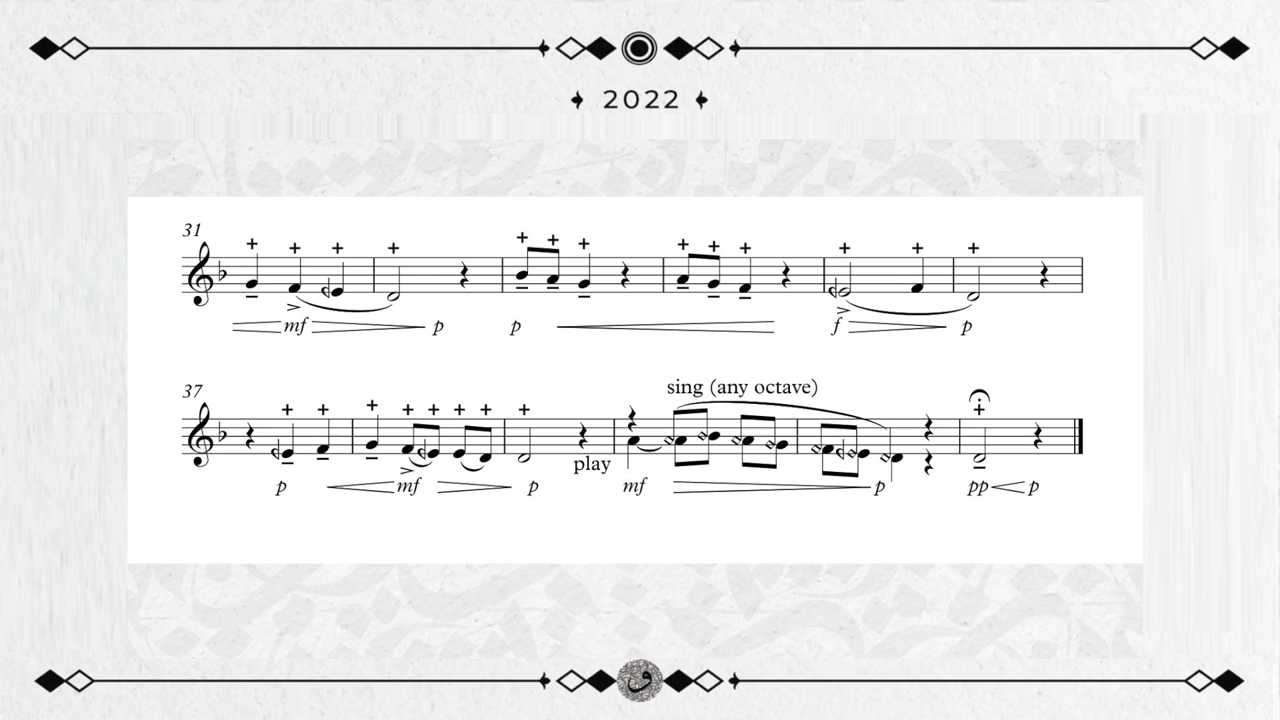 2022
31
mf p p f p
37
sing (any octave)
play
p mf p mf p pp p
و